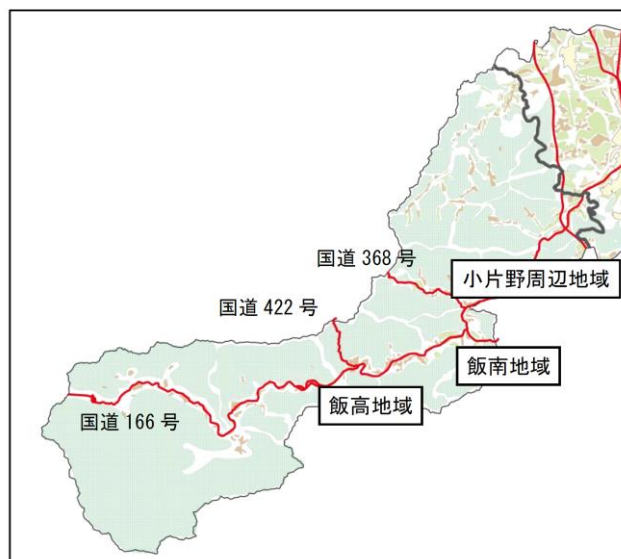 国道 368 号
小片野周辺地域
国道 422 号
飯南地域
飯高地域
国道 166 号